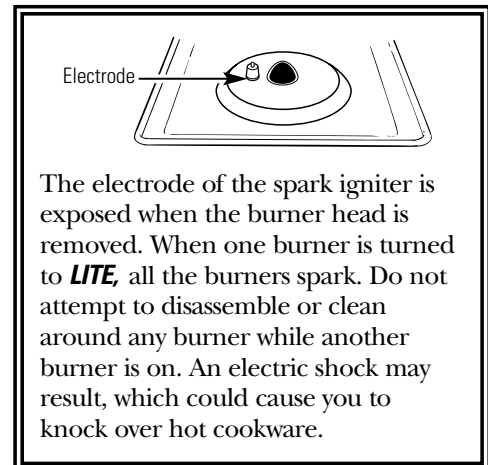 Electrode
The electrode of the spark igniter is
exposed when the burner head is
removed. When one burner is turned
to LITE, all the burners spark. Do not
attempt to disassemble or clean
around any burner while another
burner is on. An electric shock may
result, which could cause you to
knock over hot cookware.